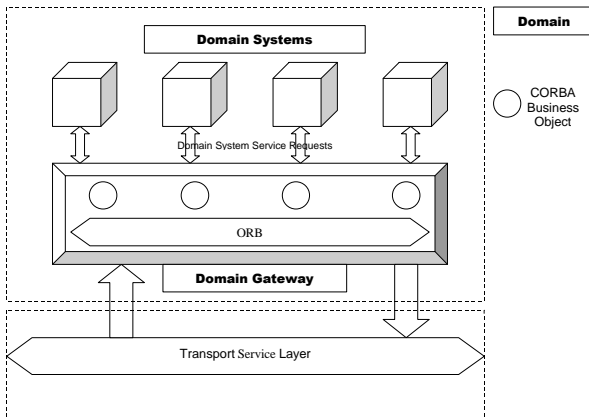 Domain Systems
Domain
CORBA
Business
Object
Domain System Service Requests
ORB
Domain Gateway
Transport Service Layer